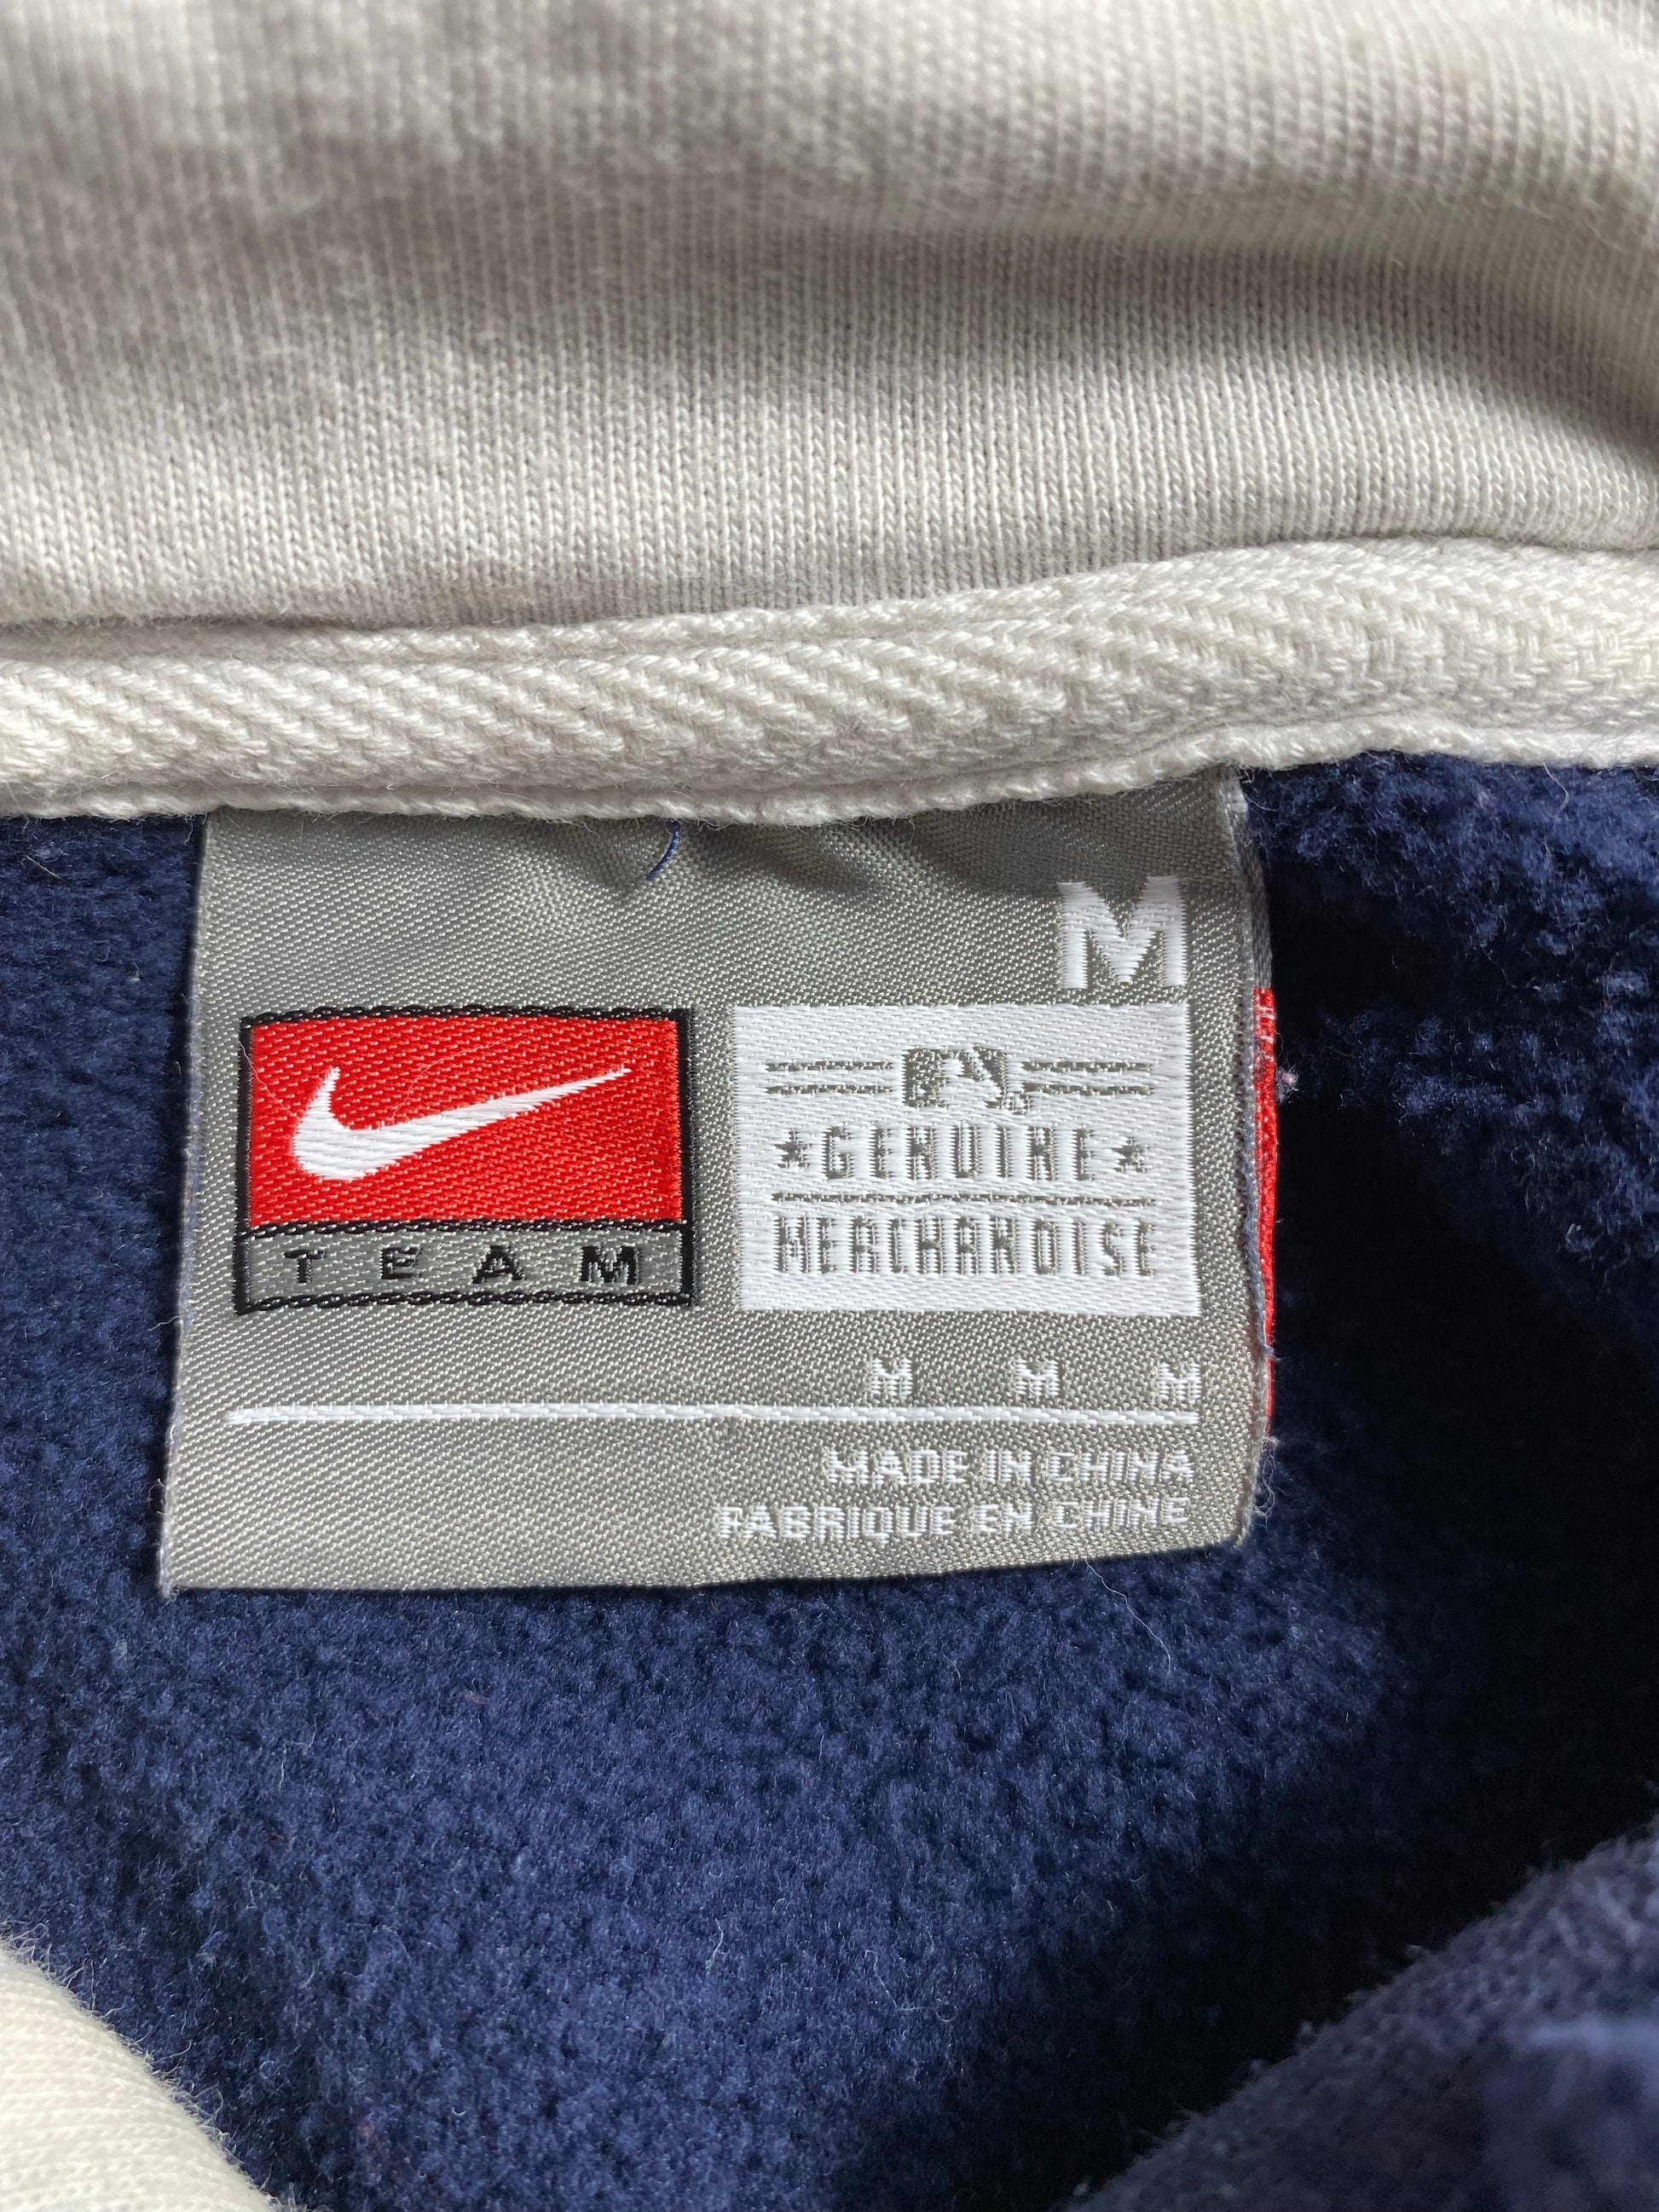 M
TEAM
GENUINE
MERCHANDISE
M M M
MADE IN CHINA
FABRIQUE EN CHINE